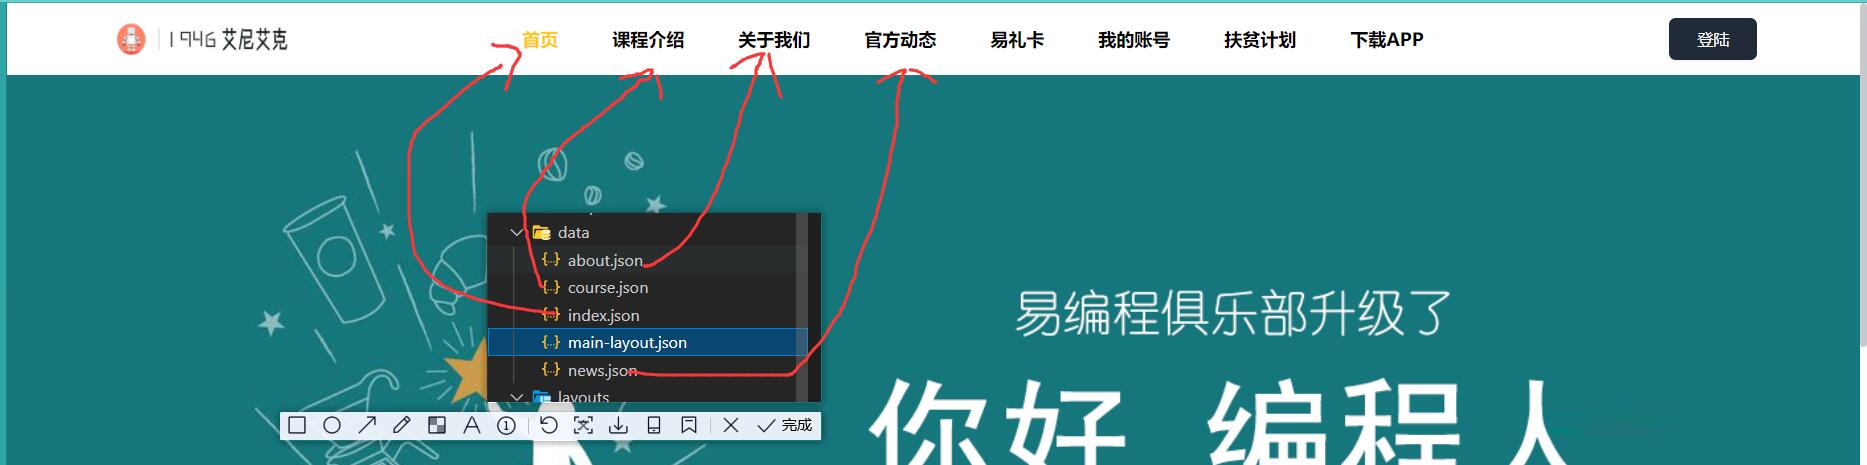 1946 艾尼艾克 首页 课程介绍 关于我们 官方动态 易礼卡 我的账号 扶贫计划 下载APP 登陆
data
about.json
course.json
index.json
main-layout.json
news.json
layouts
A 1 文 完成
易编程俱乐部升级了
你好 编程人